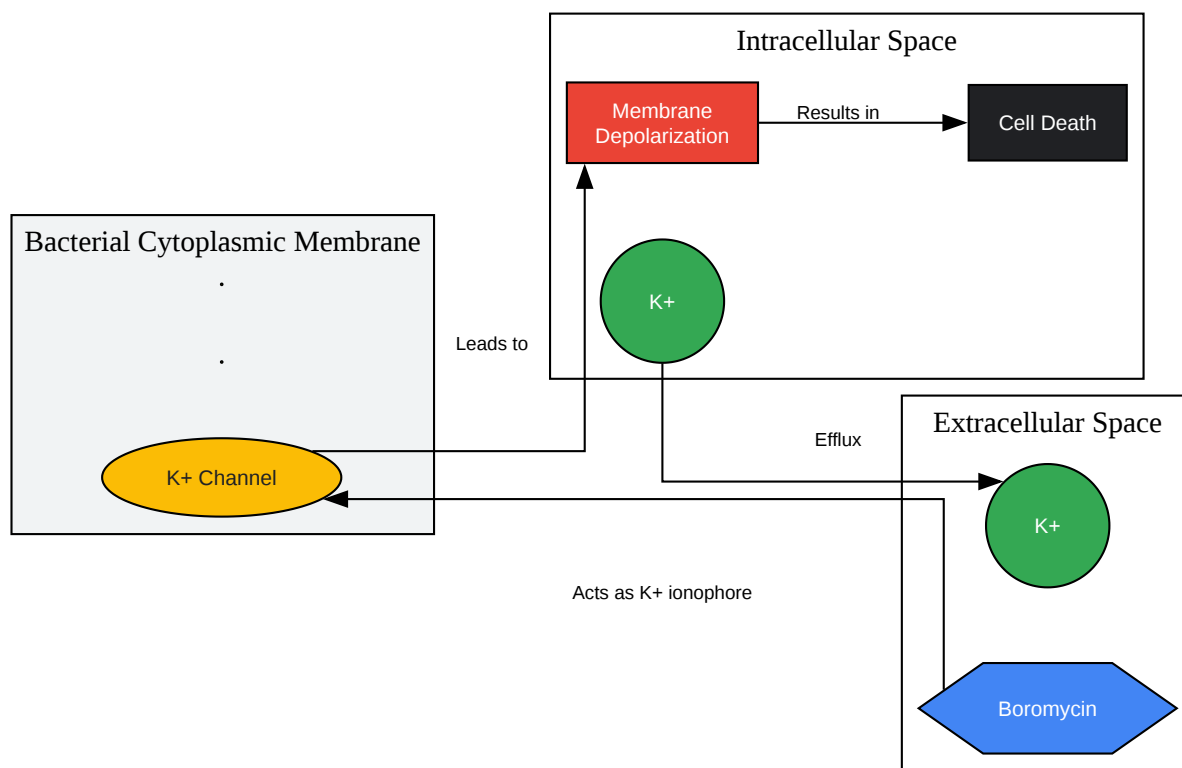 Intracellular Space
Membrane
Depolarization
Results in
Cell Death
Bacterial Cytoplasmic Membrane
K+
Leads to
Extracellular Space
Efflux
K+ Channel
K+
Acts as K+ ionophore
Boromycin